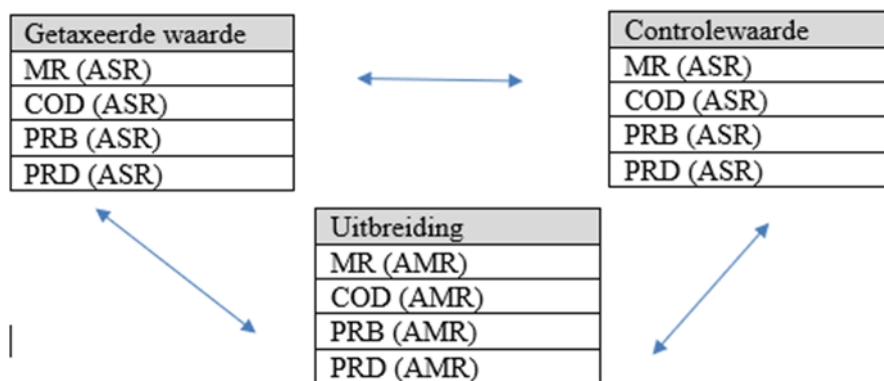 Getaxeerde waarde
MR (ASR)
COD (ASR)
PRB (ASR)
PRD (ASR)
Controlewaarde
MR (ASR)
COD (ASR)
PRB (ASR)
PRD (ASR)
Uitbreiding
MR (AMR)
COD (AMR)
PRB (AMR)
PRD (AMR)